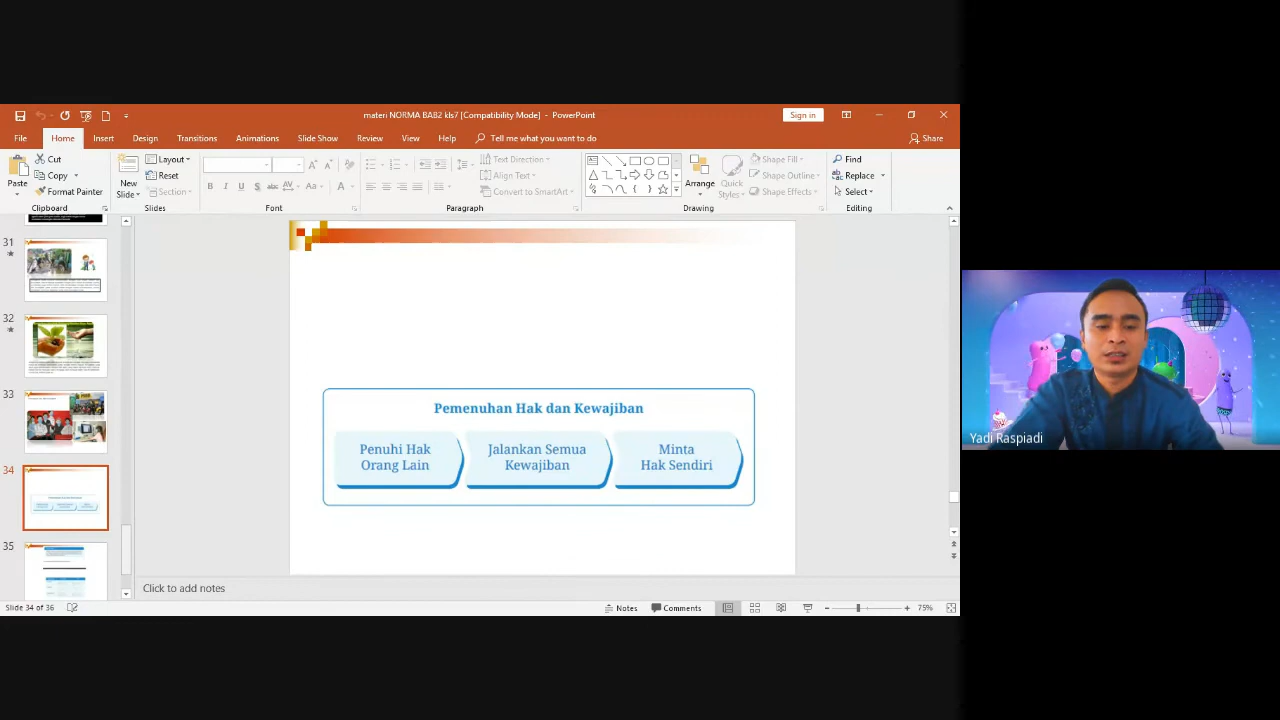 materi NORMA BAB2 kls7 [Compatibility Mode] - PowerPoint
Sign in
File Home Insert Design Transitions Animations Slide Show Review View Help Tell me what you want to do
Share
Paste
Cut
Copy
Format Painter
Clipboard
New Slide
Layout
Reset
Section
Slides
B I U S abc AV Aa A
Font
Text Direction
Align Text
Convert to SmartArt
Paragraph
Arrange
Quick Styles
Shape Fill
Shape Outline
Shape Effects
Drawing
Find
Replace
Select
Editing
31
32
33
34
35
Pemenuhan Hak dan Kewajiban
Penuhi Hak
Orang Lain
Jalankan Semua
Kewajiban
Minta
Hak Sendiri
Yadi Raspiadi
Click to add notes
Slide 34 of 36
Notes
Comments
75%